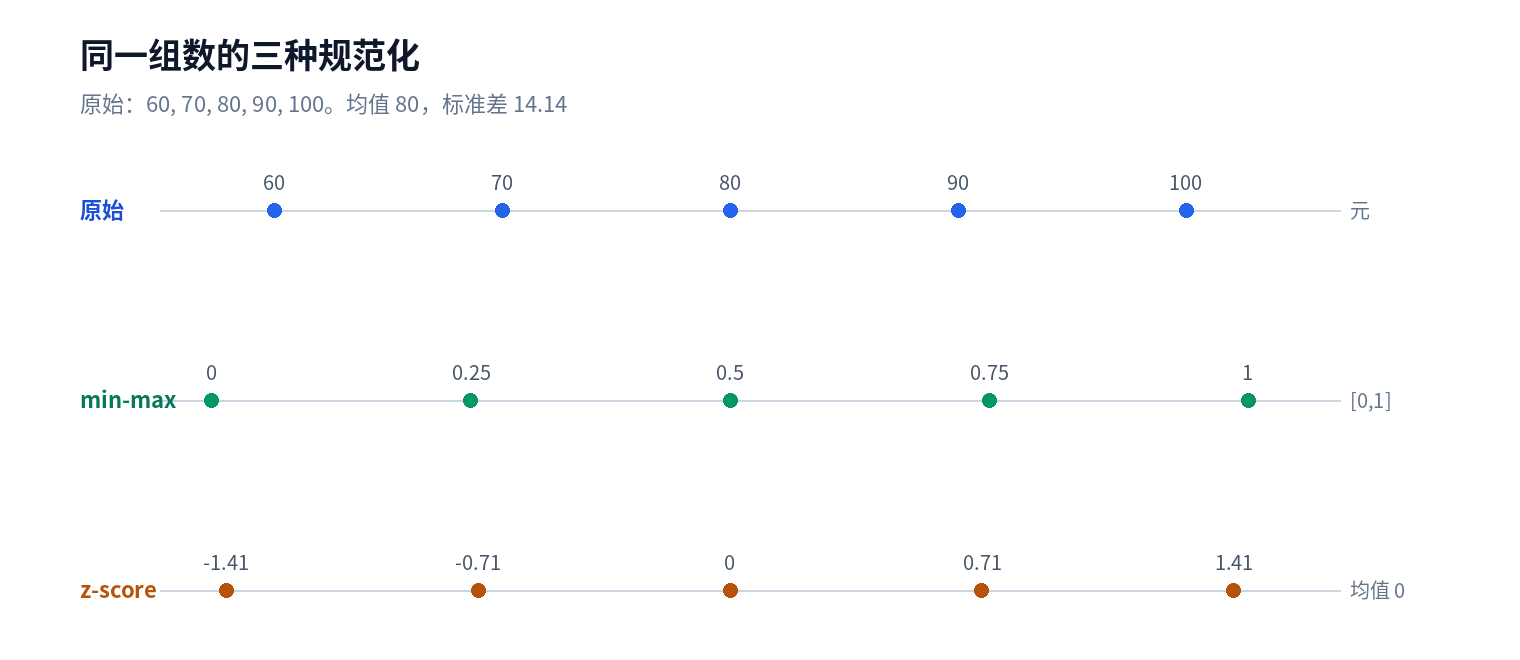 同一组数的三种规范化
原始：60, 70, 80, 90, 100。均值 80，标准差 14.14
60 70 80 90 100
原始 元
0 0.25 0.5 0.75 1
min-max [0,1]
-1.41 -0.71 0 0.71 1.41
z-score 均值 0